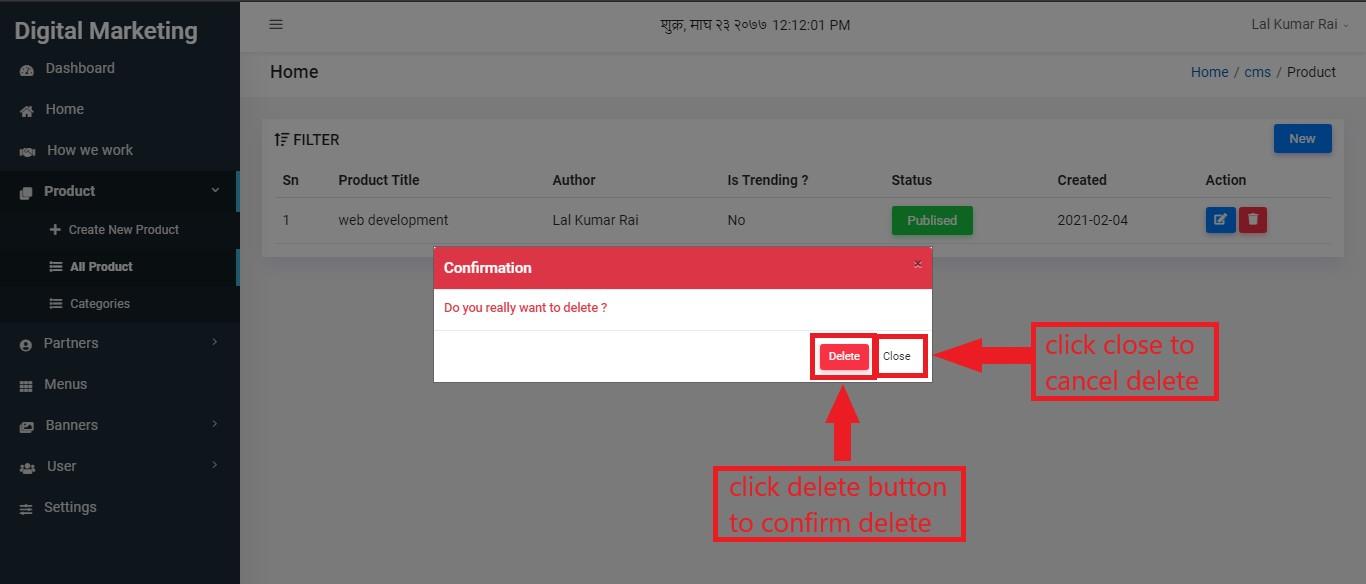 Digital Marketing
शुक्र, माघ २३ २०७७ 12:12:01 PM
Lal Kumar Rai
Dashboard
Home
How we work
Product
Create New Product
All Product
Categories
Partners
Menus
Banners
User
Settings
Home
Home / cms / Product
FILTER
New
Sn Product Title Author Is Trending ? Status Created Action
1 web development Lal Kumar Rai No Publised 2021-02-04
Confirmation ×
Do you really want to delete ?
Delete Close
click close to
cancel delete
click delete button
to confirm delete